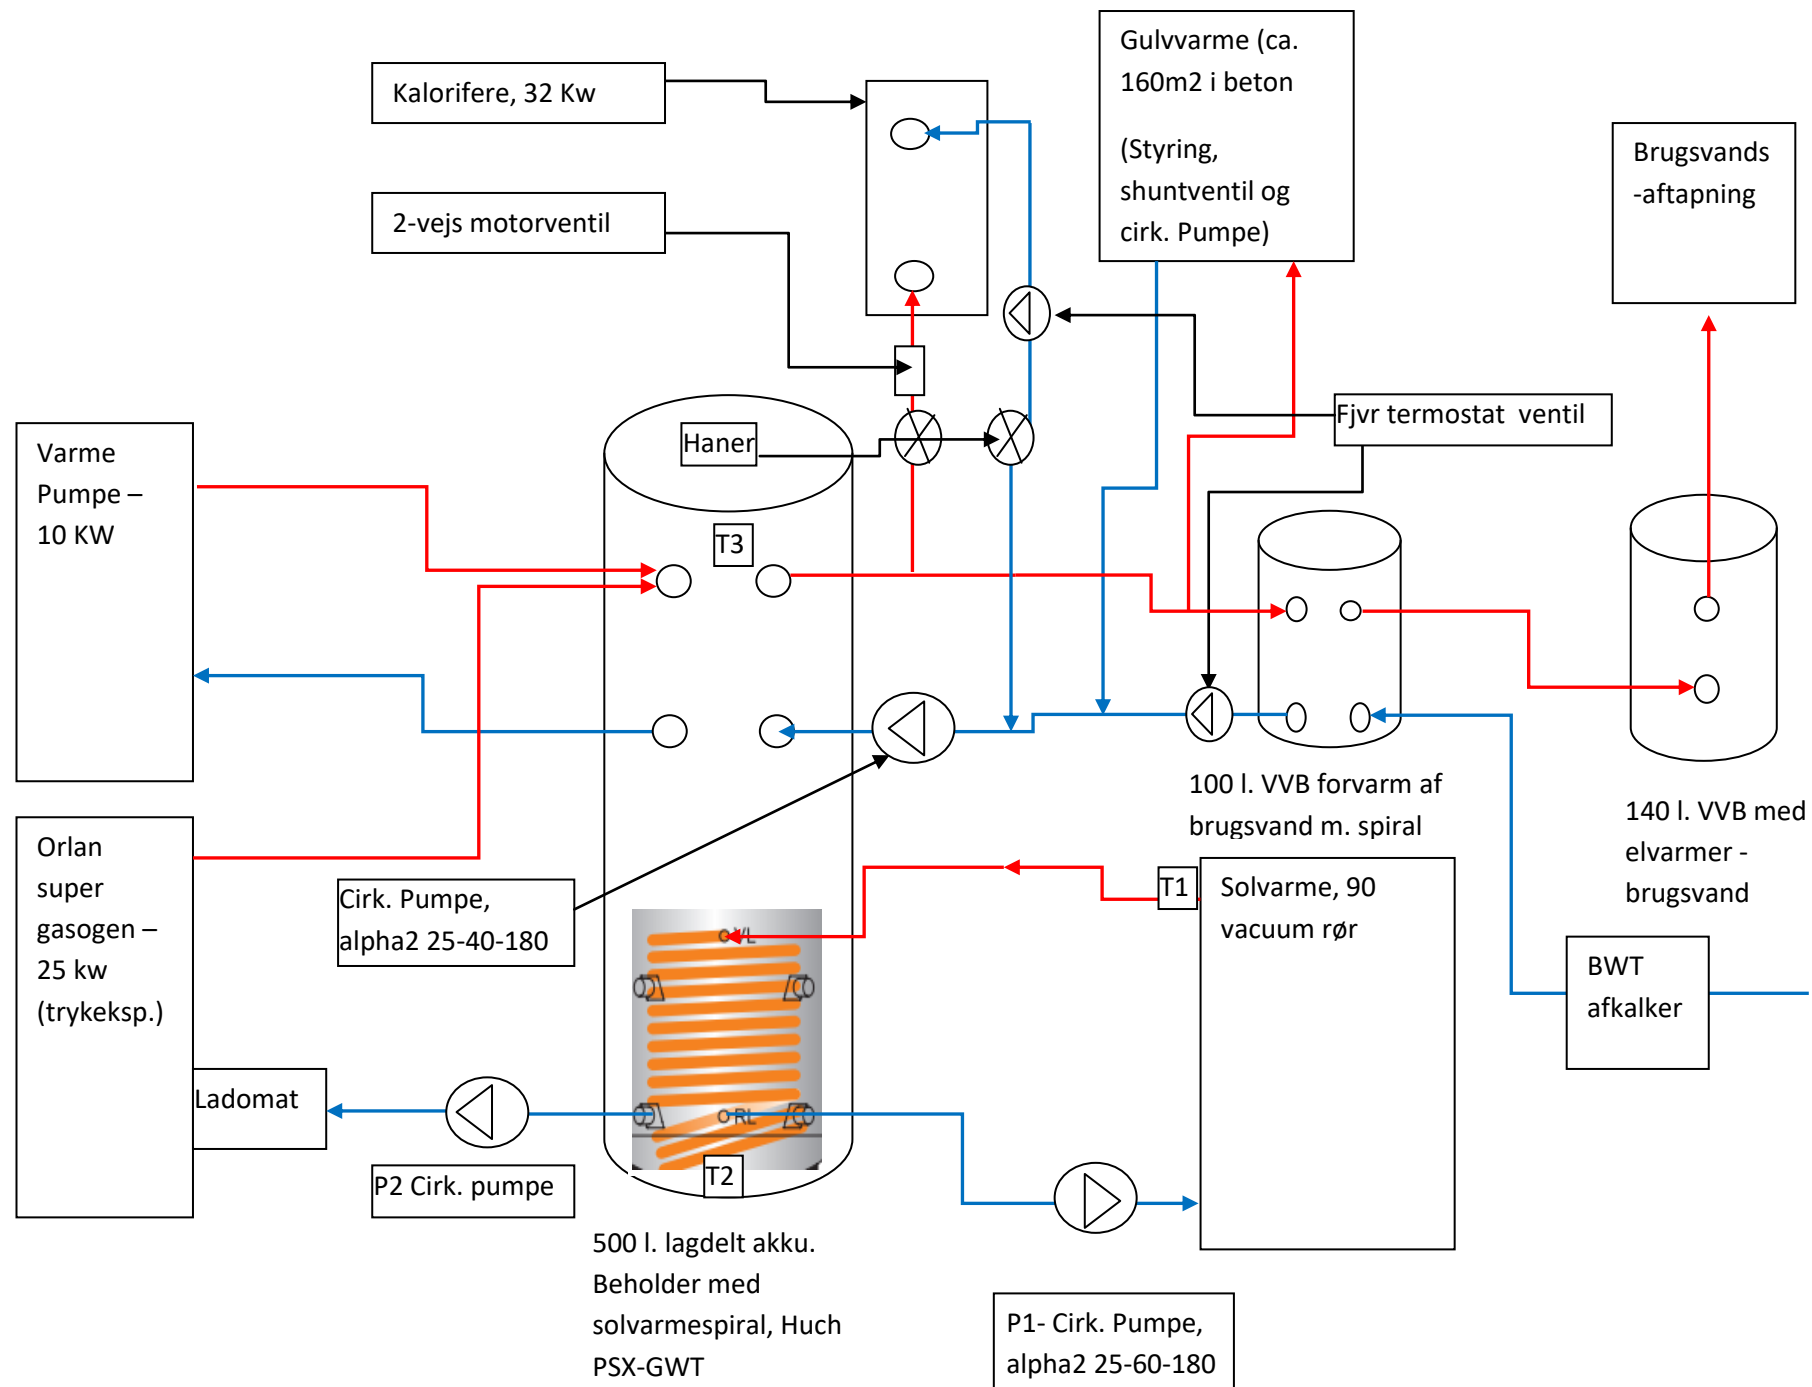 Kalorifere, 32 Kw
2-vejs motorventil
Gulvvarme (ca.
160m2 i beton
(Styring,
shuntventil og
cirk. Pumpe)
Brugsvands
-aftapning
Varme
Pumpe –
10 KW
Haner
T3
Fjvr termostat  ventil
Orlan
super
gasogen –
25 kw
(trykeksp.)
Ladomat
Cirk. Pumpe,
alpha2 25-40-180
P2 Cirk. pumpe
VL
RL
T2
500 l. lagdelt akku.
Beholder med
solvarmespiral, Huch
PSX-GWT
100 l. VVB forvarm af
brugsvand m. spiral
T1
Solvarme, 90
vacuum rør
P1- Cirk. Pumpe,
alpha2 25-60-180
140 l. VVB med
elvarmer -
brugsvand
BWT
afkalker